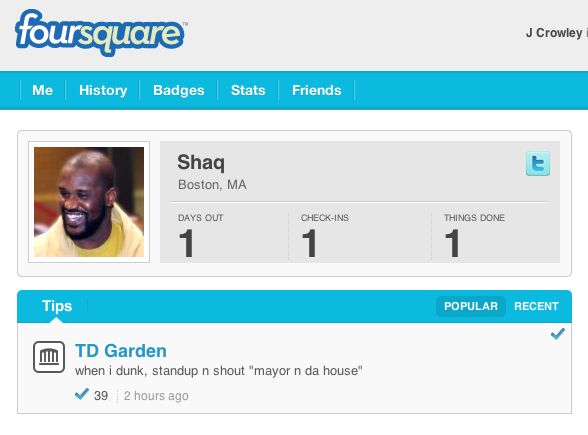 foursquare™
J Crowley i
Me History Badges Stats Friends
Shaq
Boston, MA
DAYS OUT CHECK-INS THINGS DONE
1 1 1
Tips POPULAR RECENT
TD Garden
when i dunk, standup n shout "mayor n da house"
39 2 hours ago